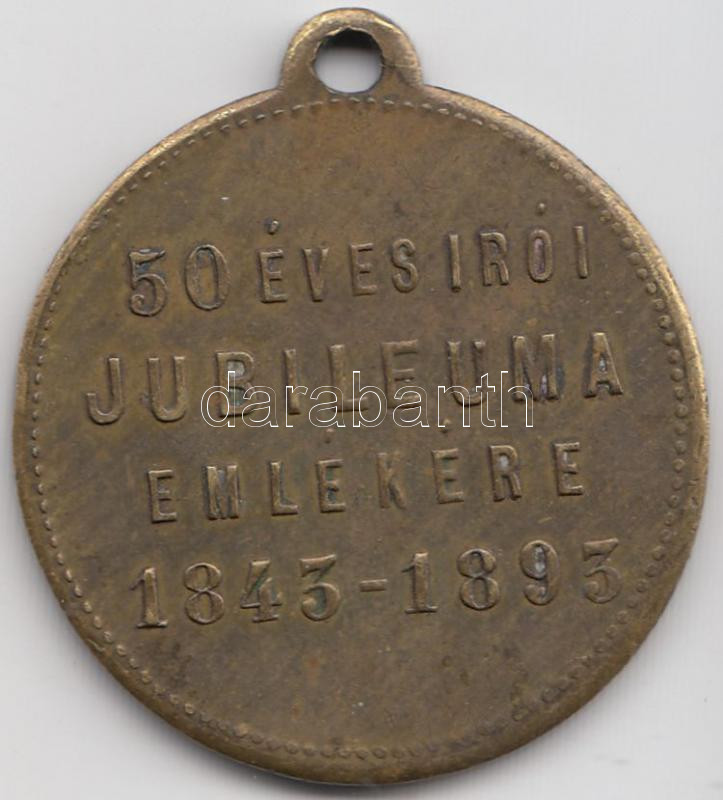 50 ÉVES IRÓI
JUBILEUMA
darabanth
EMLÉKÉRE
1843-1893